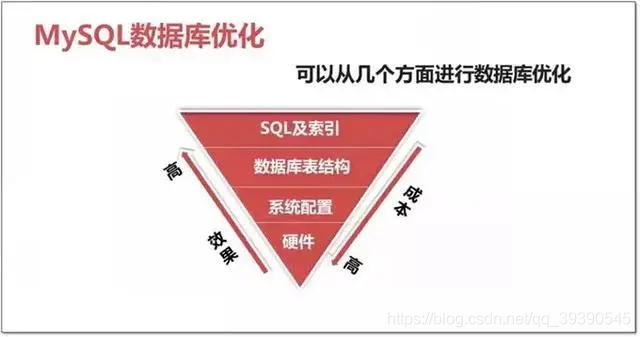 MySQL数据库优化
可以从几个方面进行数据库优化
SQL及索引
数据库表结构
系统配置
硬件
高
效果
成本
高
https://blog.csdn.net/qq_39390545